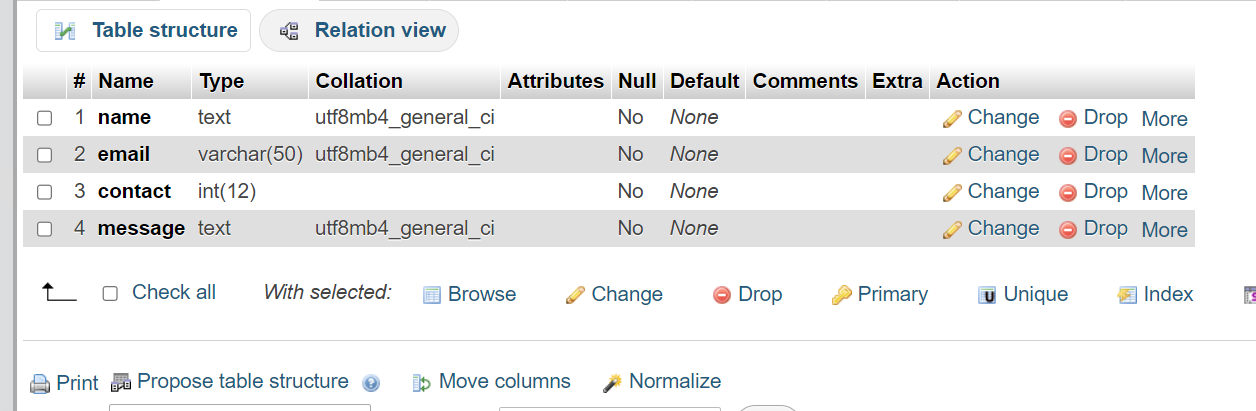 Table structure Relation view
# Name Type Collation Attributes Null Default Comments Extra Action
1 name text utf8mb4_general_ci No None Change Drop More
2 email varchar(50) utf8mb4_general_ci No None Change Drop More
3 contact int(12) No None Change Drop More
4 message text utf8mb4_general_ci No None Change Drop More
Check all With selected: Browse Change Drop Primary Unique Index
Print Propose table structure Move columns Normalize